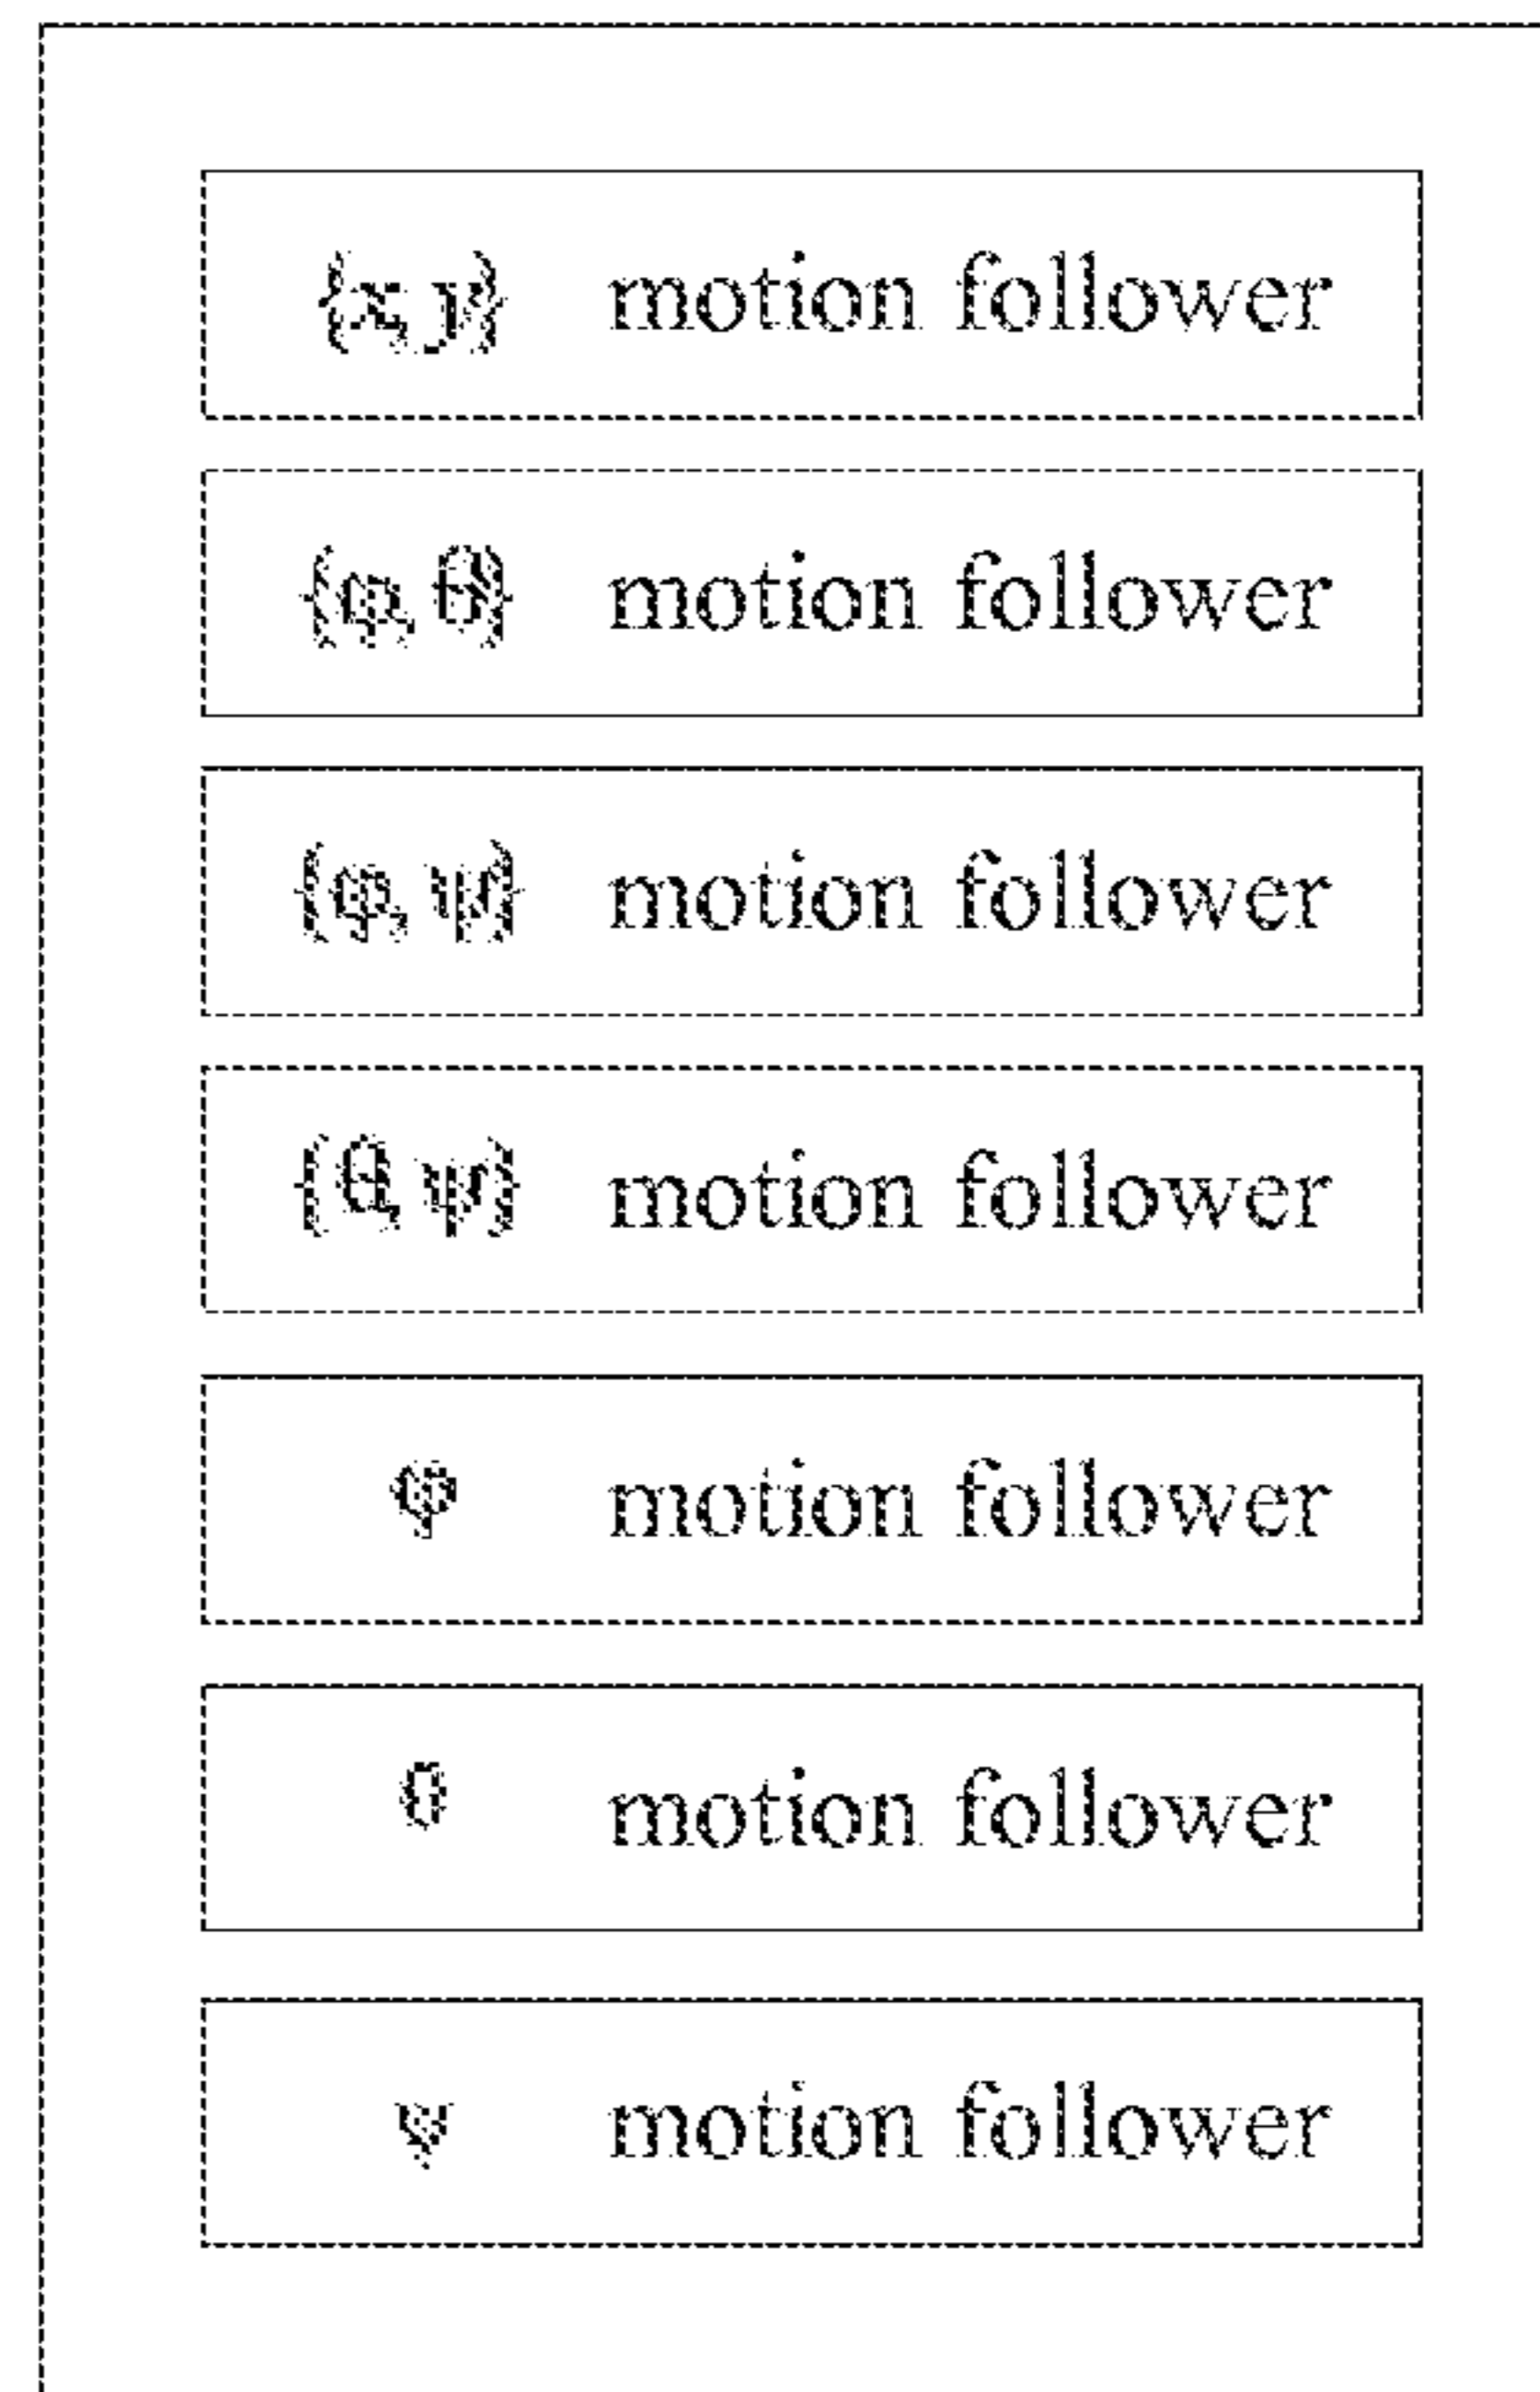 {x, y} motion follower
{φ, θ} motion follower
{φ, ψ} motion follower
{θ, ψ} motion follower
φ motion follower
θ motion follower
ψ motion follower